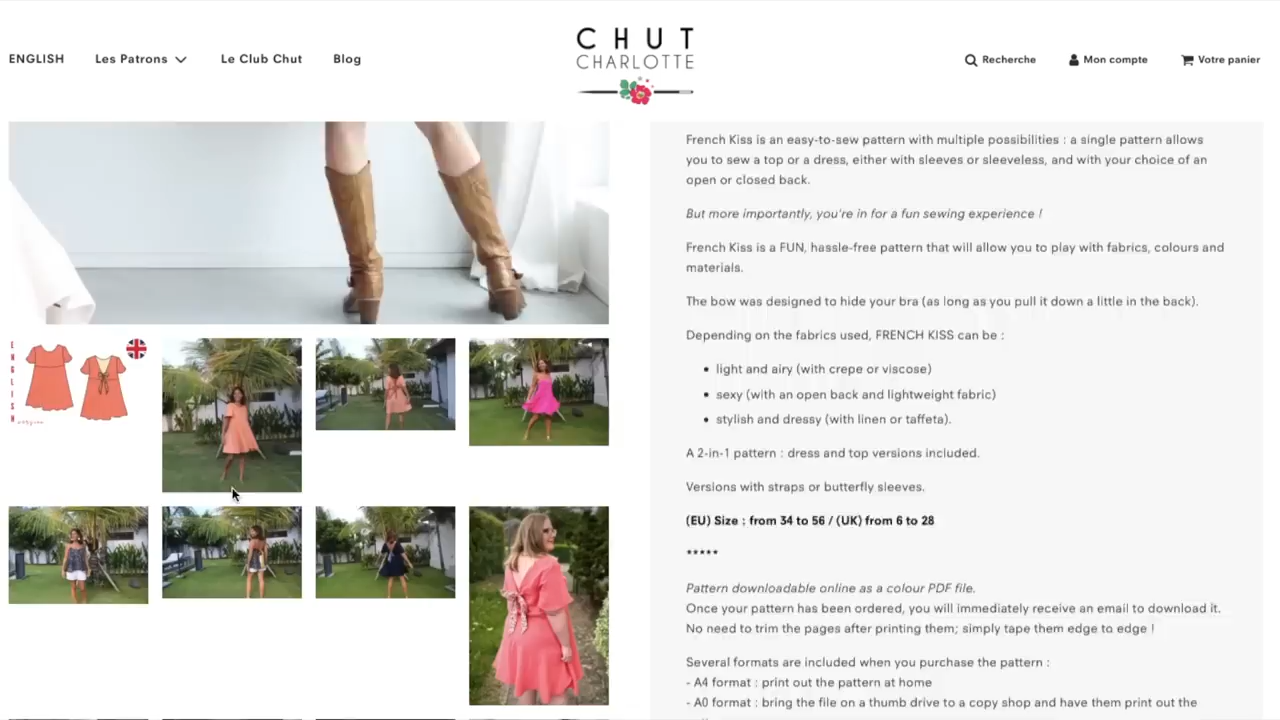 ENGLISH
Les Patrons
Le Club Chut
Blog
CHUT
CHARLOTTE
Recherche
Mon compte
Votre panier
ENGLISH
version
French Kiss is an easy-to-sew pattern with multiple possibilities : a single pattern allows
you to sew a top or a dress, either with sleeves or sleeveless, and with your choice of an
open or closed back.
But more importantly, you're in for a fun sewing experience !
French Kiss is a FUN, hassle-free pattern that will allow you to play with fabrics, colours and
materials.
The bow was designed to hide your bra (as long as you pull it down a little in the back).
Depending on the fabrics used, FRENCH KISS can be :
• light and airy (with crepe or viscose)
• sexy (with an open back and lightweight fabric)
• stylish and dressy (with linen or taffeta).
A 2-in-1 pattern : dress and top versions included.
Versions with straps or butterfly sleeves.
(EU) Size : from 34 to 56 / (UK) from 6 to 28
*****
Pattern downloadable online as a colour PDF file.
Once your pattern has been ordered, you will immediately receive an email to download it.
No need to trim the pages after printing them; simply tape them edge to edge !
Several formats are included when you purchase the pattern :
- A4 format : print out the pattern at home
- A0 format : bring the file on a thumb drive to a copy shop and have them print out the